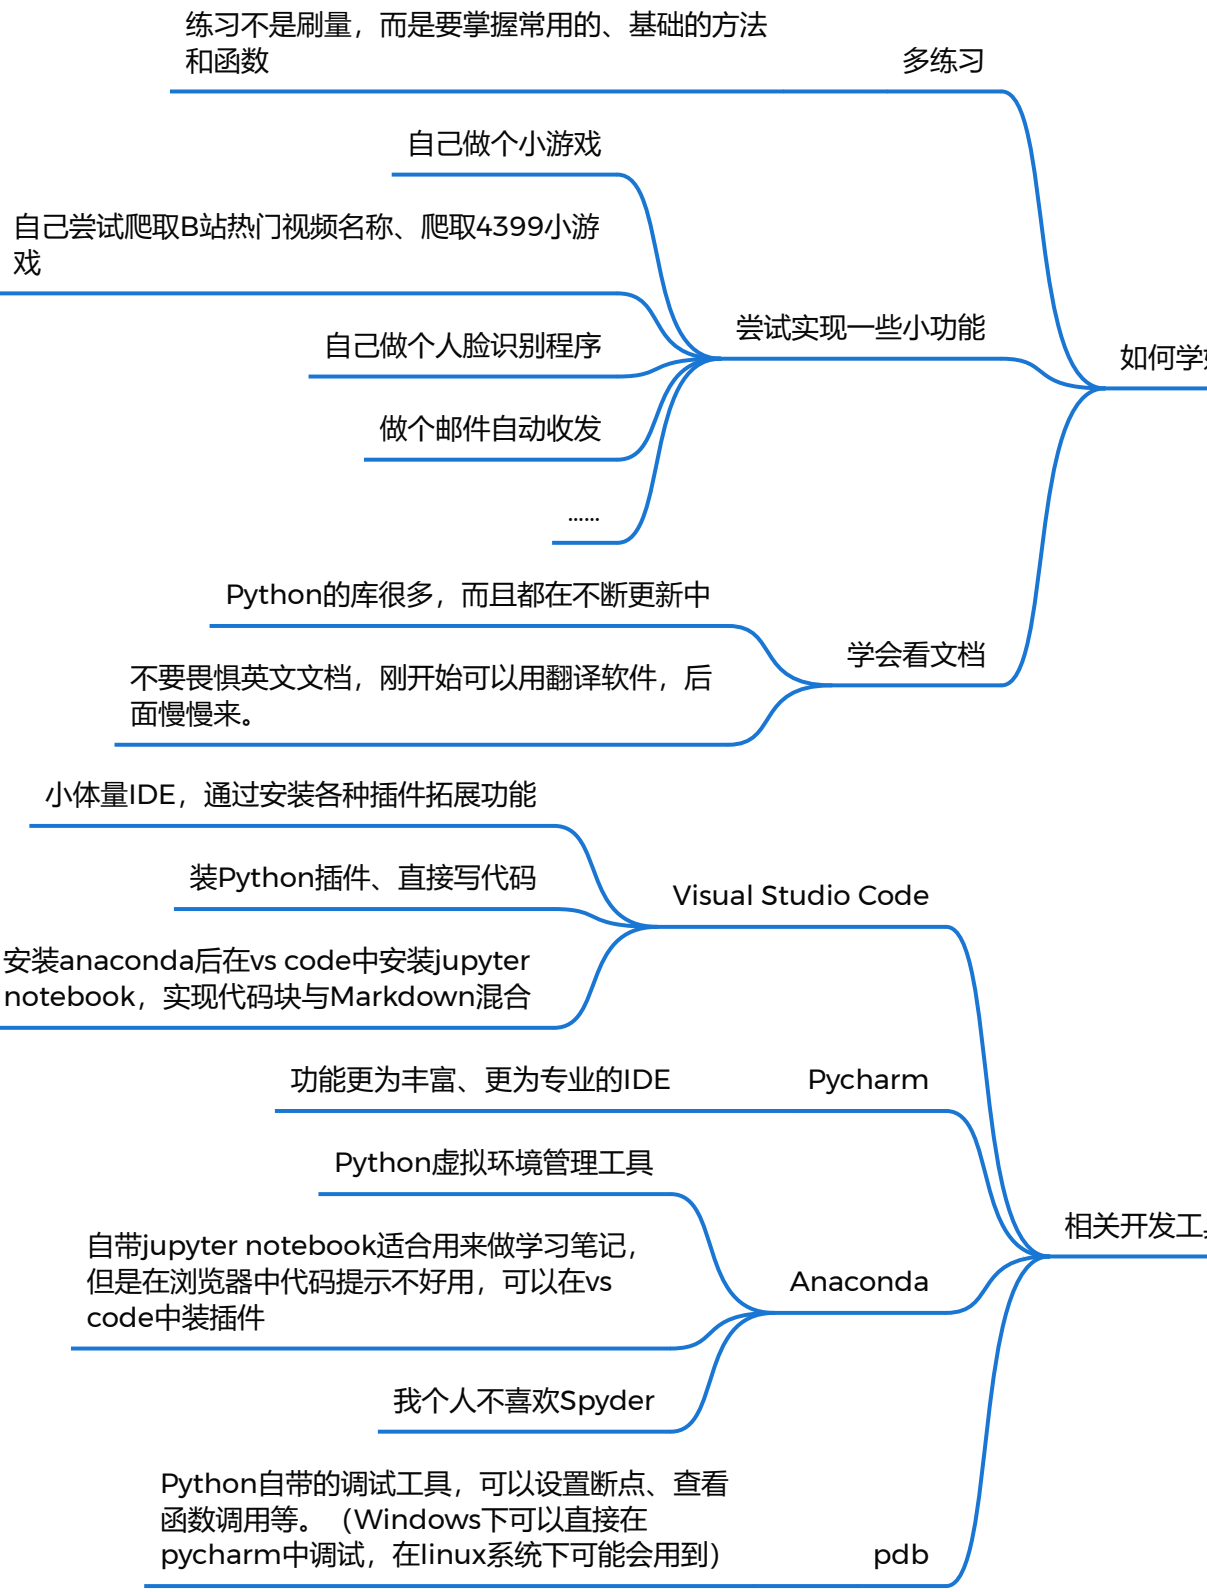 练习不是刷量，而是要掌握常用的、基础的方法
和函数
多练习
自己做个小游戏
自己尝试爬取B站热门视频名称、爬取4399小游
戏
尝试实现一些小功能
自己做个人脸识别程序
如何学
做个邮件自动收发
......
Python的库很多，而且都在不断更新中
学会看文档
不要畏惧英文文档，刚开始可以用翻译软件，后
面慢慢来。
小体量IDE，通过安装各种插件拓展功能
装Python插件、直接写代码
Visual Studio Code
安装anaconda后在vs code中安装jupyter
notebook，实现代码块与Markdown混合
功能更为丰富、更为专业的IDE
Pycharm
Python虚拟环境管理工具
相关开发工
自带jupyter notebook适合用来做学习笔记，
但是在浏览器中代码提示不好用，可以在vs
code中装插件
Anaconda
我个人不喜欢Spyder
Python自带的调试工具，可以设置断点、查看
函数调用等。（Windows下可以直接在
pycharm中调试，在linux系统下可能会用到）
pdb